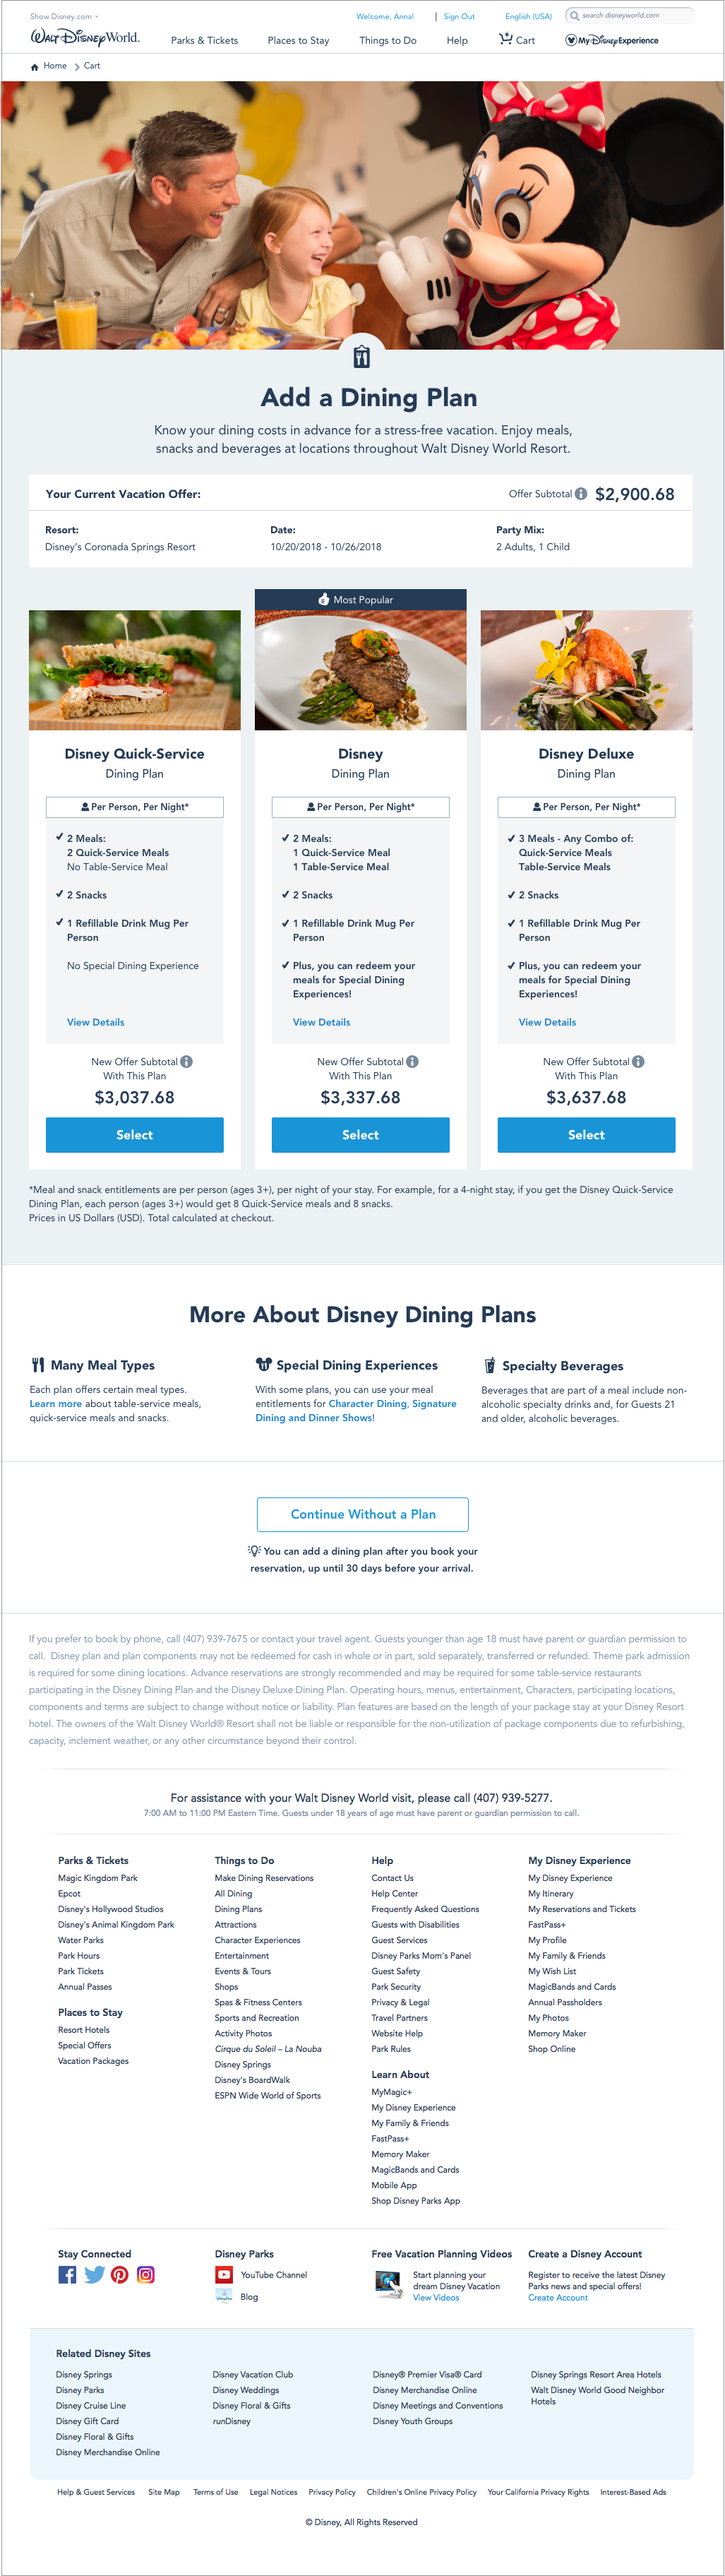 Show Disney.com
Welcome, Anna!
Sign Out
English (USA)
search disneyworld.com
Walt Disney World.
Parks & Tickets
Places to Stay
Things to Do
Help
Cart
My Disney Experience
Home
Cart
Add a Dining Plan
Know your dining costs in advance for a stress-free vacation. Enjoy meals,
snacks and beverages at locations throughout Walt Disney World Resort.
Your Current Vacation Offer:
Offer Subtotal $2,900.68
Resort:
Disney's Coronada Springs Resort
Date:
10/20/2018 - 10/26/2018
Party Mix:
2 Adults, 1 Child
Disney Quick-Service
Dining Plan
Per Person, Per Night*
2 Meals:
2 Quick-Service Meals
No Table-Service Meal
2 Snacks
1 Refillable Drink Mug Per
Person
No Special Dining Experience
View Details
New Offer Subtotal
With This Plan
$3,037.68
Select
Most Popular
Disney
Dining Plan
Per Person, Per Night*
2 Meals:
1 Quick-Service Meal
1 Table-Service Meal
2 Snacks
1 Refillable Drink Mug Per
Person
Plus, you can redeem your
meals for Special Dining
Experiences!
View Details
New Offer Subtotal
With This Plan
$3,337.68
Select
Disney Deluxe
Dining Plan
Per Person, Per Night*
3 Meals - Any Combo of:
Quick-Service Meals
Table-Service Meals
2 Snacks
1 Refillable Drink Mug Per
Person
Plus, you can redeem your
meals for Special Dining
Experiences!
View Details
New Offer Subtotal
With This Plan
$3,637.68
Select
*Meal and snack entitlements are per person (ages 3+), per night of your stay. For example, for a 4-night stay, if you get the Disney Quick-Service
Dining Plan, each person (ages 3+) would get 8 Quick-Service meals and 8 snacks.
Prices in US Dollars (USD). Total calculated at checkout.
More About Disney Dining Plans
Many Meal Types
Each plan offers certain meal types.
Learn more about table-service meals,
quick-service meals and snacks.
Special Dining Experiences
With some plans, you can use your meal
entitlements for Character Dining, Signature
Dining and Dinner Shows!
Specialty Beverages
Beverages that are part of a meal include non-
alcoholic specialty drinks and, for Guests 21
and older, alcoholic beverages.
Continue Without a Plan
You can add a dining plan after you book your
reservation, up until 30 days before your arrival.
If you prefer to book by phone, call (407) 939-7675 or contact your travel agent. Guests younger than age 18 must have parent or guardian permission to
call. Disney plan and plan components may not be redeemed for cash in whole or in part, sold separately, transferred or refunded. Theme park admission
is required for some dining locations. Advance reservations are strongly recommended and may be required for some table-service restaurants
participating in the Disney Dining Plan and the Disney Deluxe Dining Plan. Operating hours, menus, entertainment, Characters, participating locations,
components and terms are subject to change without notice or liability. Plan features are based on the length of your package stay at your Disney Resort
hotel. The owners of the Walt Disney World® Resort shall not be liable or responsible for the non-utilization of package components due to refurbishing,
capacity, inclement weather, or any other circumstance beyond their control.
For assistance with your Walt Disney World visit, please call (407) 939-5277.
7:00 AM to 11:00 PM Eastern Time. Guests under 18 years of age must have parent or guardian permission to call.
Parks & Tickets
Magic Kingdom Park
Epcot
Disney's Hollywood Studios
Disney's Animal Kingdom Park
Water Parks
Park Hours
Park Tickets
Annual Passes
Places to Stay
Resort Hotels
Special Offers
Vacation Packages
Things to Do
Make Dining Reservations
All Dining
Dining Plans
Attractions
Character Experiences
Entertainment
Events & Tours
Shops
Spas & Fitness Centers
Sports and Recreation
Activity Photos
Cirque du Soleil – La Nouba
Disney Springs
Disney's BoardWalk
ESPN Wide World of Sports
Help
Contact Us
Help Center
Frequently Asked Questions
Guests with Disabilities
Guest Services
Disney Parks Mom's Panel
Guest Safety
Park Security
Privacy & Legal
Travel Partners
Website Help
Park Rules
Learn About
MyMagic+
My Disney Experience
My Family & Friends
FastPass+
Memory Maker
MagicBands and Cards
Mobile App
Shop Disney Parks App
My Disney Experience
My Disney Experience
My Itinerary
My Reservations and Tickets
FastPass+
My Profile
My Family & Friends
My Wish List
MagicBands and Cards
Annual Passholders
My Photos
Memory Maker
Shop Online
Stay Connected
Disney Parks
YouTube Channel
Blog
Free Vacation Planning Videos
Start planning your
dream Disney Vacation
View Videos
Create a Disney Account
Register to receive the latest Disney
Parks news and special offers!
Create Account
Related Disney Sites
Disney Springs
Disney Parks
Disney Cruise Line
Disney Gift Card
Disney Floral & Gifts
Disney Merchandise Online
Disney Vacation Club
Disney Weddings
Disney Floral & Gifts
runDisney
Disney® Premier Visa® Card
Disney Merchandise Online
Disney Meetings and Conventions
Disney Youth Groups
Disney Springs Resort Area Hotels
Walt Disney World Good Neighbor
Hotels
Help & Guest Services
Site Map
Terms of Use
Legal Notices
Privacy Policy
Children's Online Privacy Policy
Your California Privacy Rights
Interest-Based Ads
© Disney, All Rights Reserved